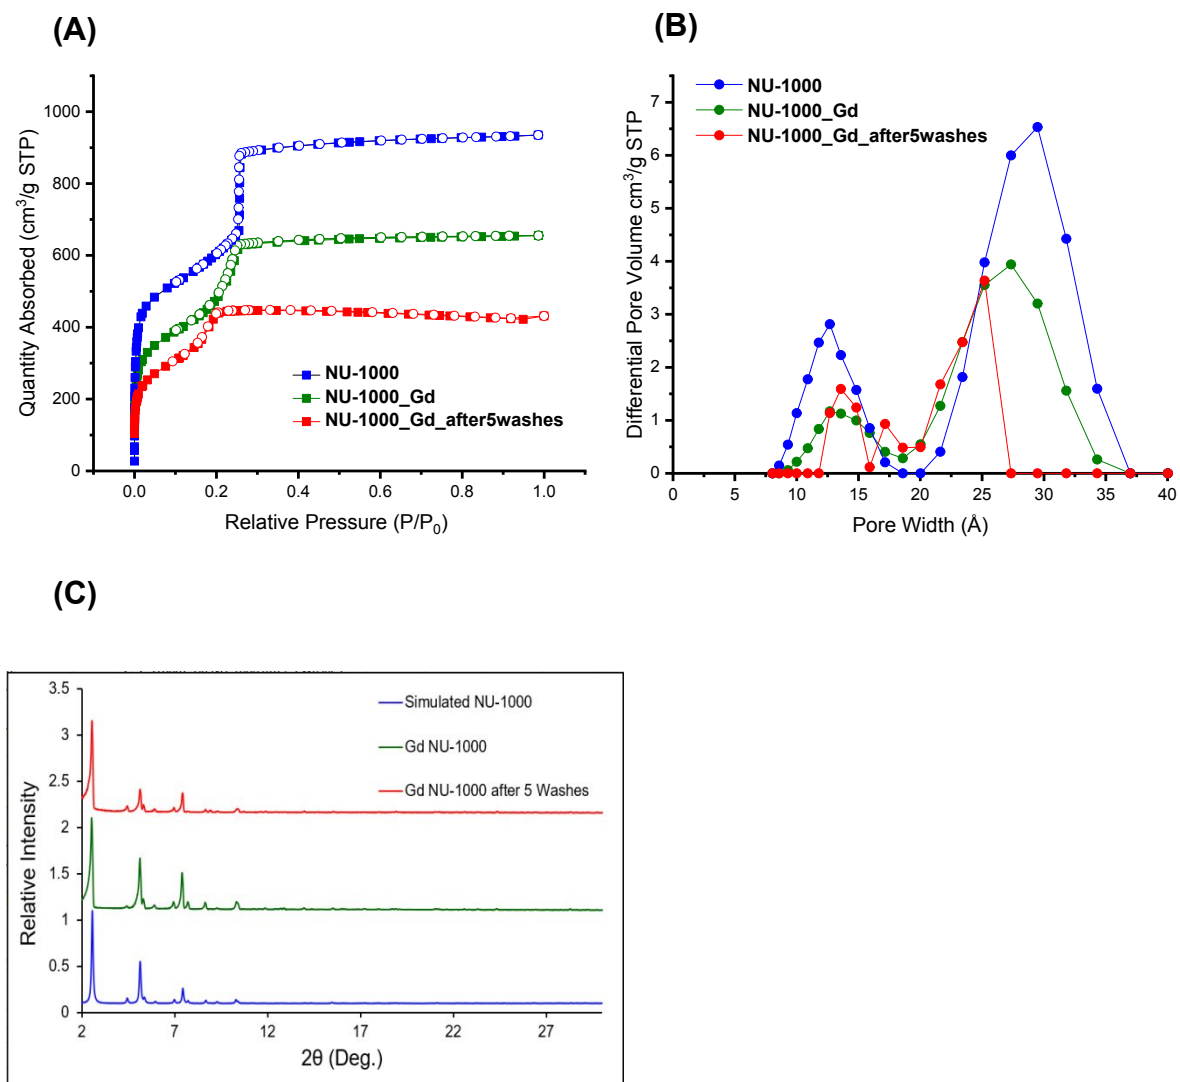 (A)
Quantity Absorbed (cm³/g STP)
1000
800
600
400
200
0
NU-1000
NU-1000_Gd
NU-1000_Gd_after5washes
0.0 0.2 0.4 0.6 0.8 1.0
Relative Pressure (P/P₀)
(B)
Differential Pore Volume cm³/g STP
7
6
5
4
3
2
1
0
NU-1000
NU-1000_Gd
NU-1000_Gd_after5washes
0 5 10 15 20 25 30 35 40
Pore Width (Å)
(C)
Relative Intensity
3.5
3
2.5
2
1.5
1
0.5
0
Simulated NU-1000
Gd NU-1000
Gd NU-1000 after 5 Washes
2 7 12 17 22 27
2θ (Deg.)